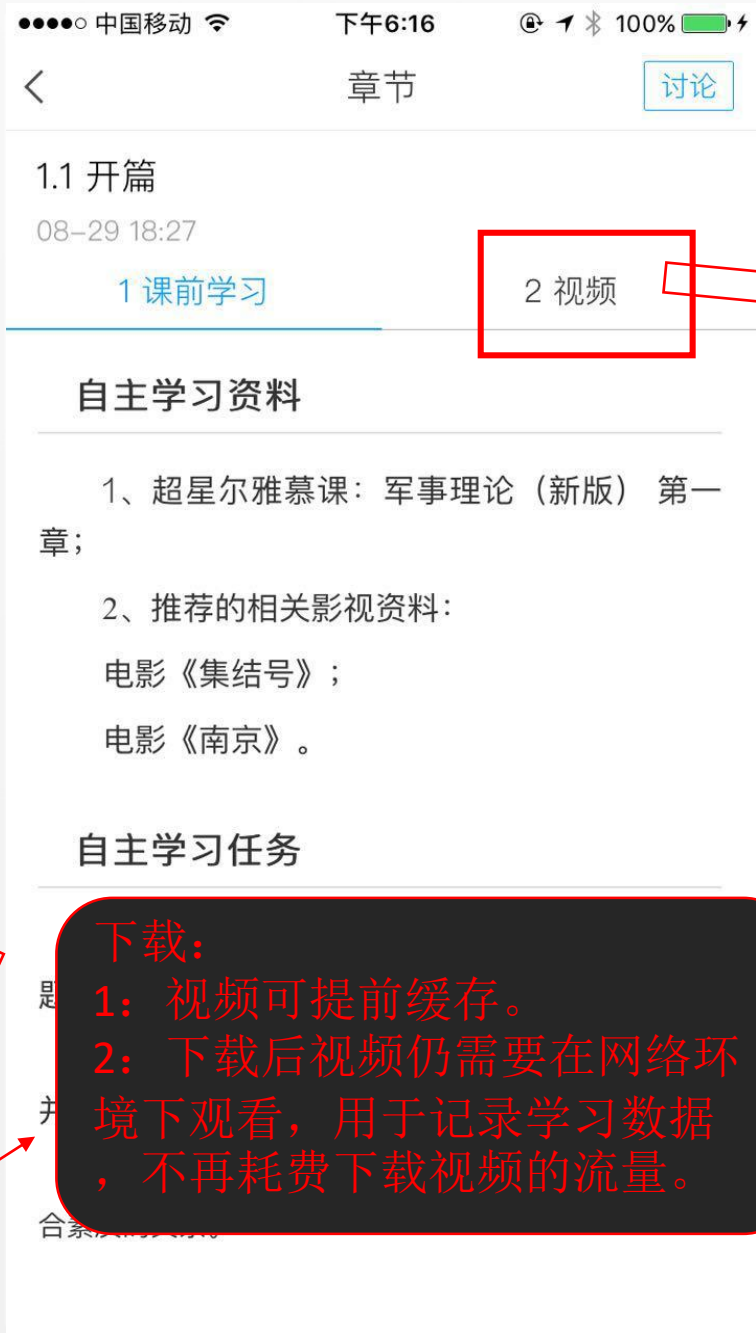 中国移动 下午6:16 100%
章节 讨论
1.1 开篇
08-29 18:27
1 课前学习 2 视频
自主学习资料
1、超星尔雅慕课：军事理论（新版） 第一
章；
2、推荐的相关影视资料：
电影《集结号》；
电影《南京》。
自主学习任务
下载：
1：视频可提前缓存。
2：下载后视频仍需要在网络环
境下观看，用于记录学习数据
，不再耗费下载视频的流量。